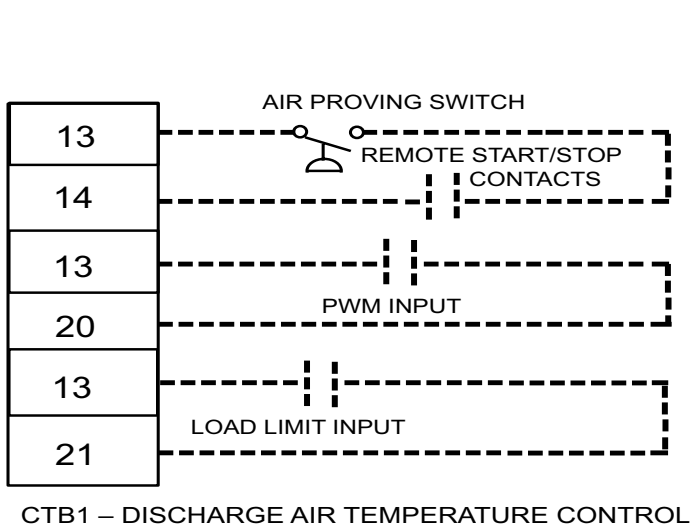 AIR PROVING SWITCH
13
REMOTE START/STOP
CONTACTS
14
13
PWM INPUT
20
13
LOAD LIMIT INPUT
21
CTB1 – DISCHARGE AIR TEMPERATURE CONTROL